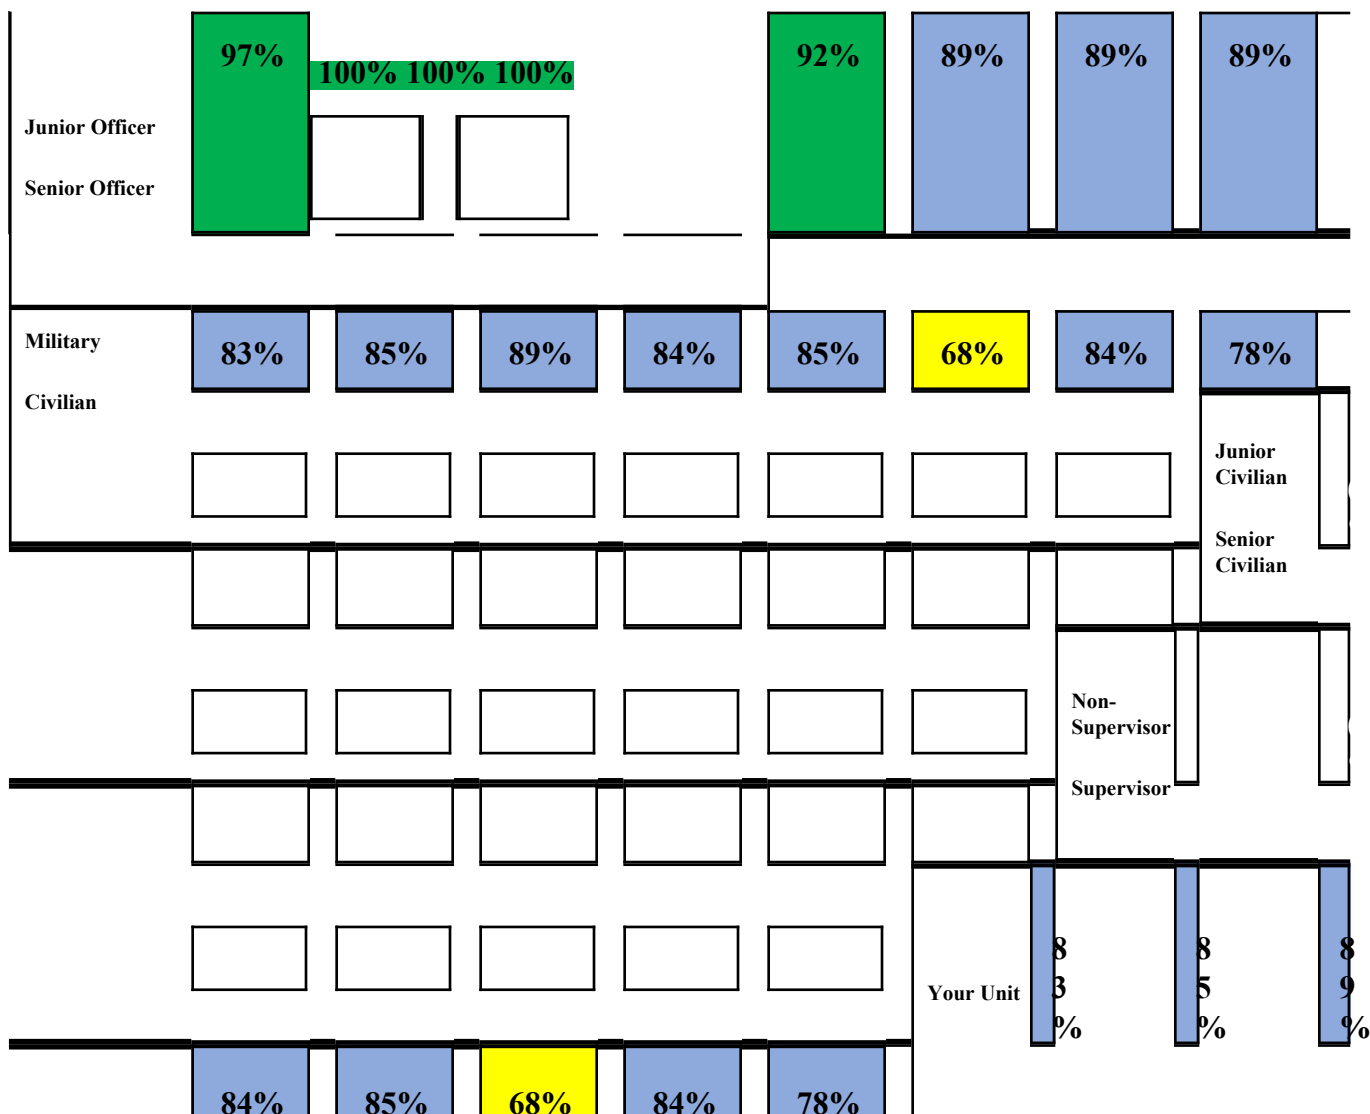 97% 92% 89% 89% 89%
100% 100% 100%
Junior Officer
Senior Officer
Military
83% 85% 89% 84% 85% 68% 84% 78%
Civilian
Junior
Civilian
Senior
Civilian
Non-
Supervisor
Supervisor
Your Unit
8
3
%
8
5
%
8
9
%
84% 85% 68% 84% 78%